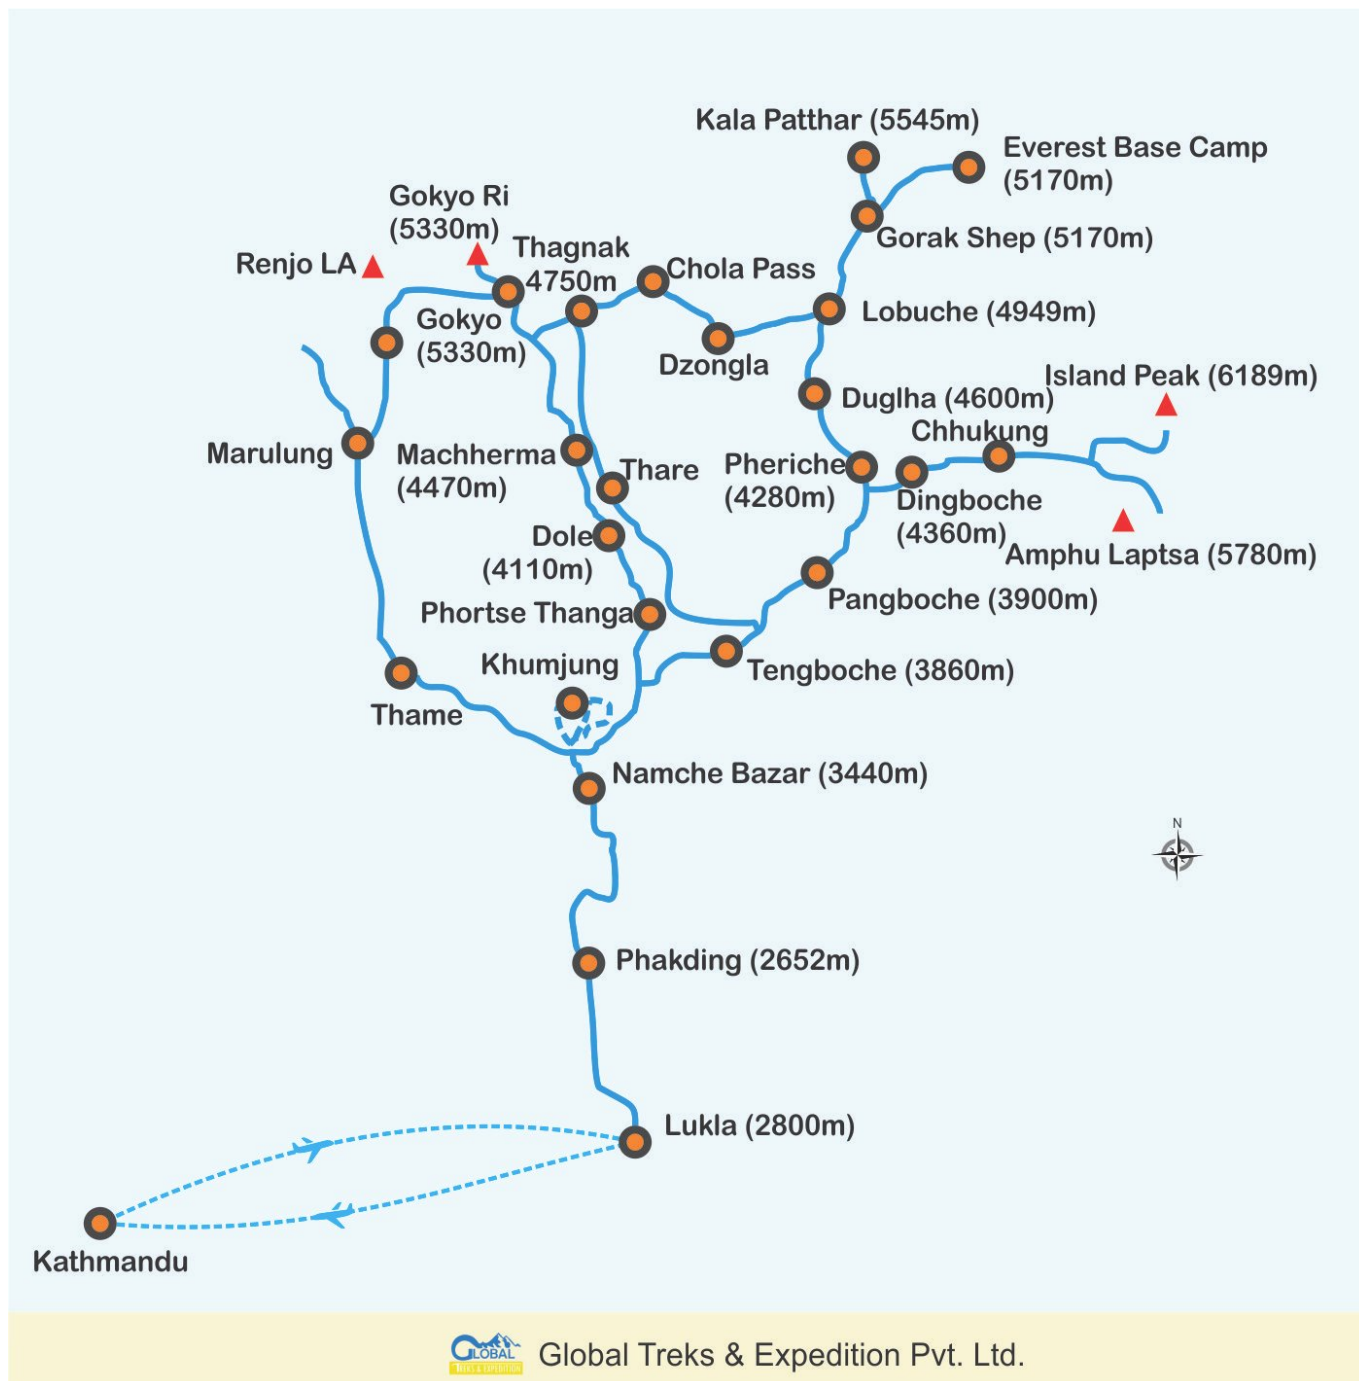 Kala Patthar (5545m)
Everest Base Camp
(5170m)
Gokyo Ri
(5330m)
Thagnak
4750m
Gorak Shep (5170m)
Renjo LA
Chola Pass
Gokyo
(5330m)
Lobuche (4949m)
Dzongla
Island Peak (6189m)
Duglha (4600m)
Chhukung
Marulung
Machherma
(4470m)
Thare
Pheriche
(4280m)
Dingboche
(4360m)
Dole
(4110m)
Amphu Laptsa (5780m)
Pangboche (3900m)
Phortse Thanga
Khumjung
Tengboche (3860m)
Thame
Namche Bazar (3440m)
N
Phakding (2652m)
Lukla (2800m)
Kathmandu
GLOBAL
TREKS & EXPEDITION
Global Treks & Expedition Pvt. Ltd.